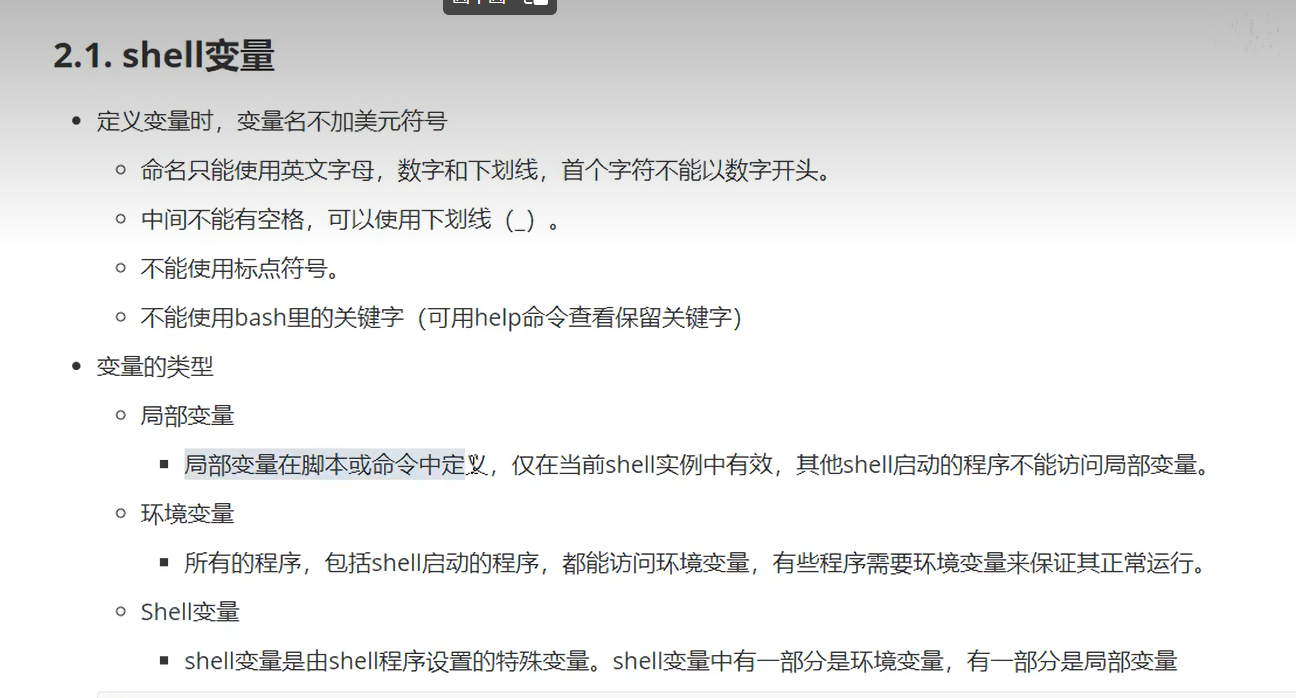 2.1. shell变量
定义变量时，变量名不加美元符号
命名只能使用英文字母，数字和下划线，首个字符不能以数字开头。
中间不能有空格，可以使用下划线（_）。
不能使用标点符号。
不能使用bash里的关键字（可用help命令查看保留关键字）
变量的类型
局部变量
局部变量在脚本或命令中定义，仅在当前shell实例中有效，其他shell启动的程序不能访问局部变量。
环境变量
所有的程序，包括shell启动的程序，都能访问环境变量，有些程序需要环境变量来保证其正常运行。
Shell变量
shell变量是由shell程序设置的特殊变量。shell变量中有一部分是环境变量，有一部分是局部变量